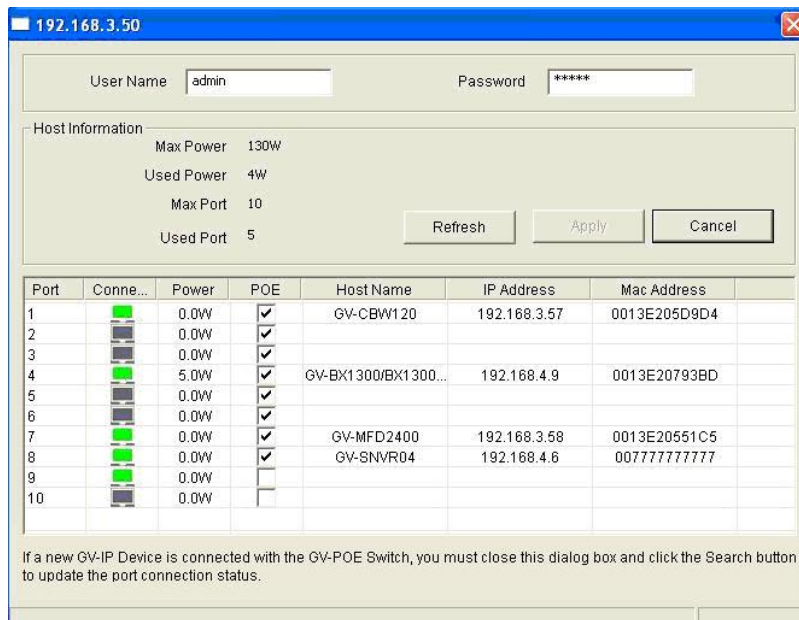 192.168.3.50
User Name admin Password *****
Host Information
Max Power 130W
Used Power 4W
Max Port 10
Used Port 5
Refresh Apply Cancel
Port Conne... Power POE Host Name IP Address Mac Address
1 0.0W GV-CBW120 192.168.3.57 0013E205D9D4
2 0.0W
3 0.0W
4 5.0W GV-BX1300/BX1300... 192.168.4.9 0013E20793BD
5 0.0W
6 0.0W
7 0.0W GV-MFD2400 192.168.3.58 0013E20551C5
8 0.0W GV-SNVR04 192.168.4.6 007777777777
9 0.0W
10 0.0W
If a new GV-IP Device is connected with the GV-POE Switch, you must close this dialog box and click the Search button
to update the port connection status.